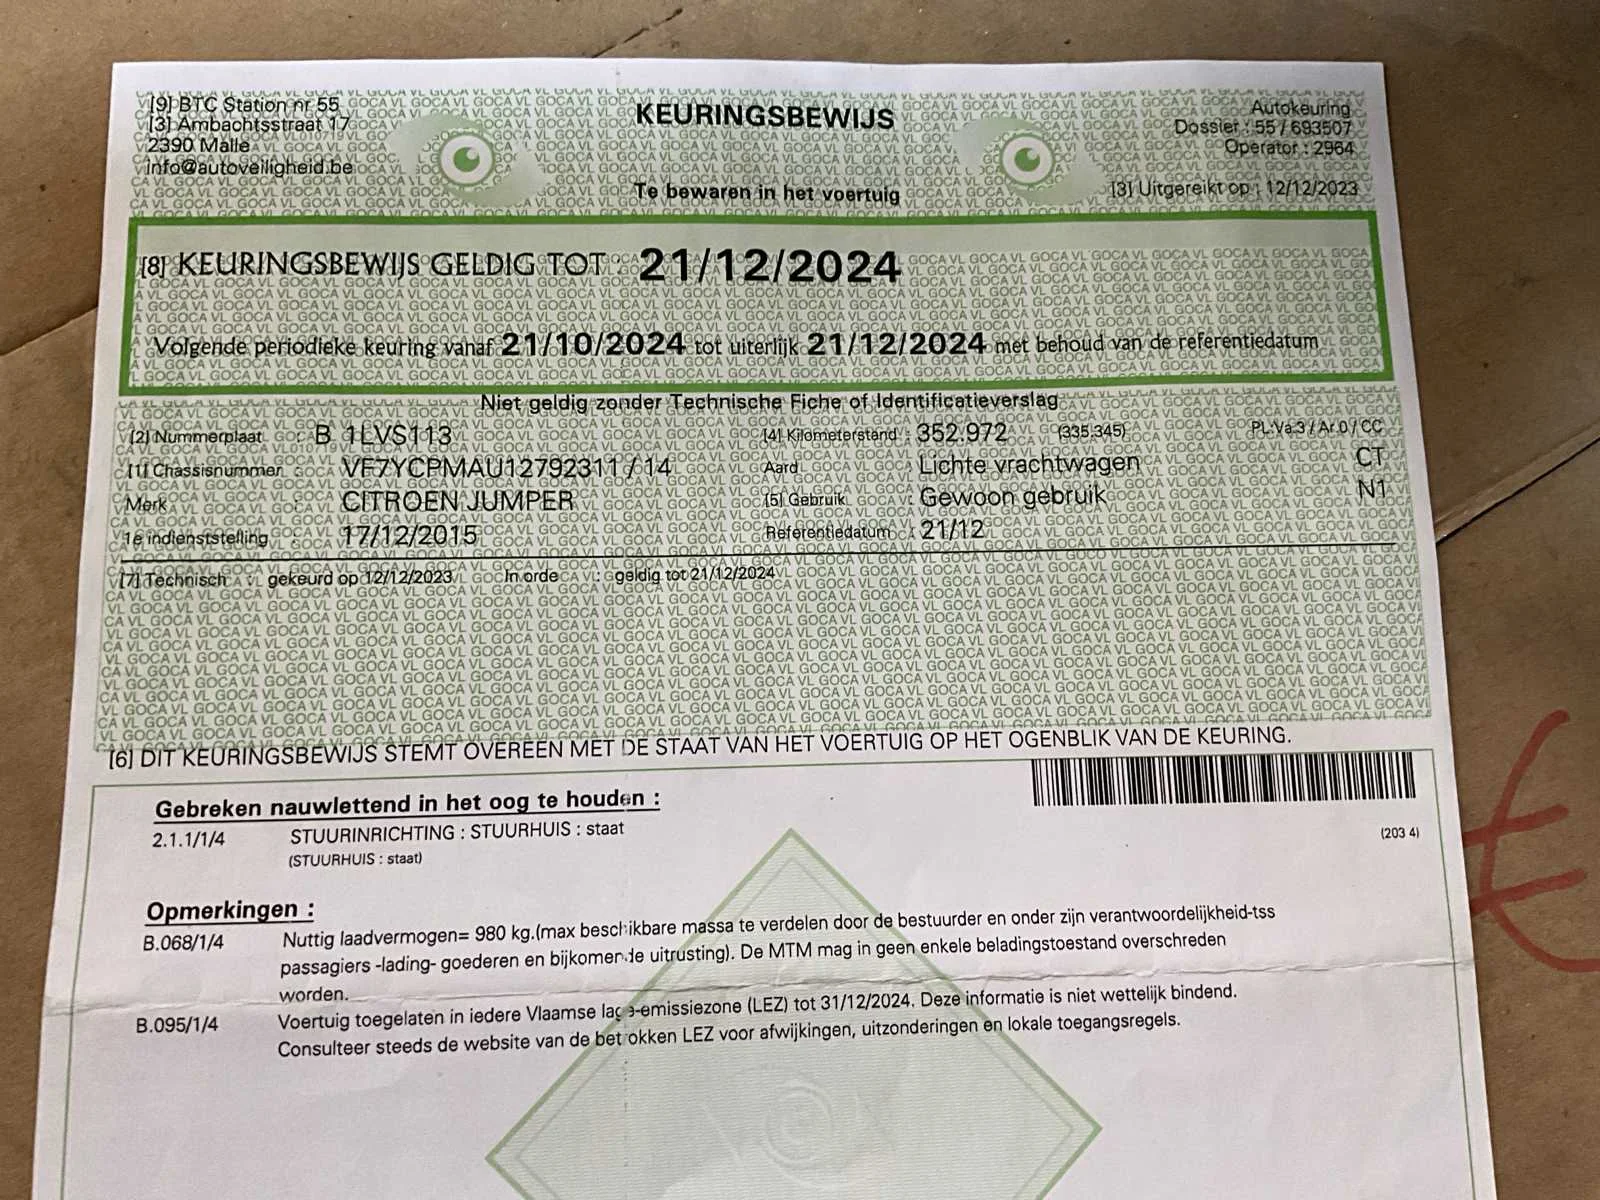 [9] BTC Station nr 55
[3] Ambachtsstraat 17
2390 Malle
info@autoveiligheid.be
KEURINGSBEWIJS
Te bewaren in het voertuig
Autokeuring
Dossier : 55 / 693507
Operator : 2964
[3] Uitgereikt op : 12/12/2023
[8] KEURINGSBEWIJS GELDIG TOT : 21/12/2024
Volgende periodieke keuring vanaf 21/10/2024 tot uiterlijk 21/12/2024 met behoud van de referentiedatum
Niet geldig zonder Technische Fiche of Identificatieverslag
[2] Nummerplaat : B 1LVS113 [4] Kilometerstand : 352.972 (335.345) PL:Va.3 / Ar.0 / CC
[1] Chassisnummer : VF7YCPMAU12792311 / 14 Aard : Lichte vrachtwagen CT
Merk : CITROEN JUMPER [5] Gebruik : Gewoon gebruik N1
1e indienststelling : 17/12/2015 Referentiedatum : 21/12
[7] Technisch : gekeurd op 12/12/2023 In orde : geldig tot 21/12/2024
[6] DIT KEURINGSBEWIJS STEMT OVEREEN MET DE STAAT VAN HET VOERTUIG OP HET OGENBLIK VAN DE KEURING.
Gebreken nauwlettend in het oog te houden :
2.1.1/1/4 STUURINRICHTING : STUURHUIS : staat
(STUURHUIS : staat)
(203 4)
Opmerkingen :
B.068/1/4 Nuttig laadvermogen= 980 kg.(max beschikbare massa te verdelen door de bestuurder en onder zijn verantwoordelijkheid-tss
passagiers -lading- goederen en bijkomende uitrusting). De MTM mag in geen enkele beladingstoestand overschreden
worden.
B.095/1/4 Voertuig toegelaten in iedere Vlaamse lage-emissiezone (LEZ) tot 31/12/2024. Deze informatie is niet wettelijk bindend.
Consulteer steeds de website van de betrokken LEZ voor afwijkingen, uitzonderingen en lokale toegangsregels.